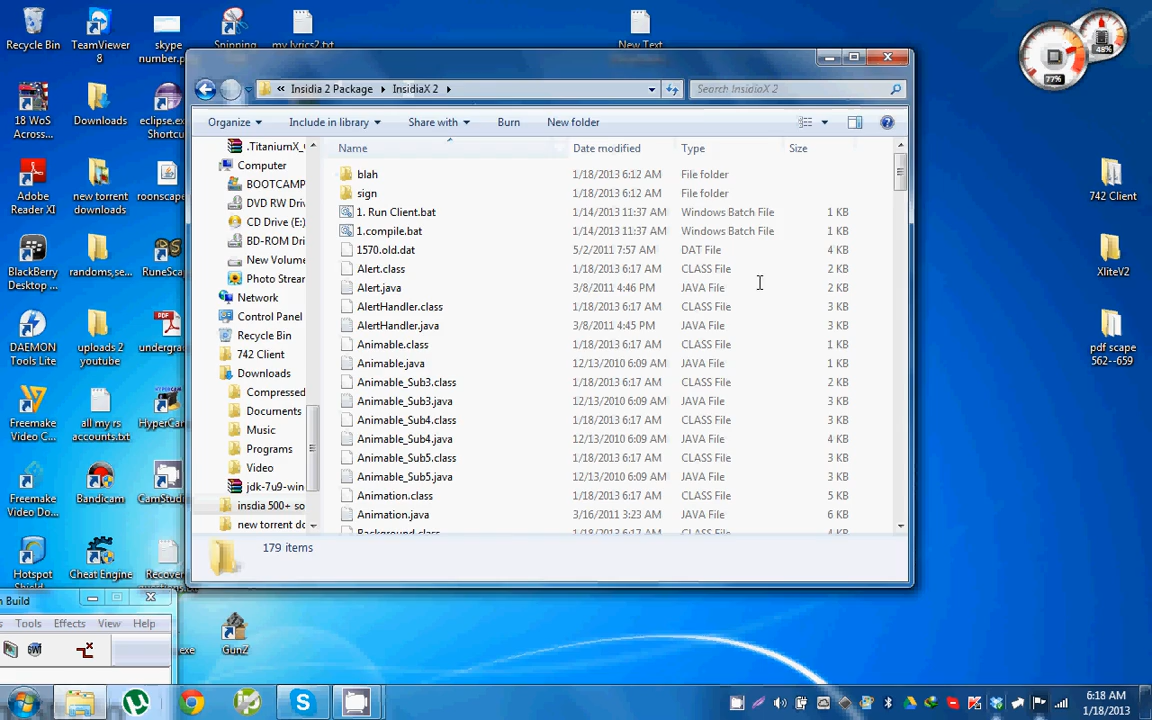 Recycle Bin
TeamViewer 8
skype number.p...
Snipping
my lyrics2.txt
New Text
77%
48%
« Insidia 2 Package ▸ InsidiaX 2 ▸
Search InsidiaX 2
Organize
Include in library
Share with
Burn
New folder
18 WoS Across...
Downloads
eclipse.exe Shortcu
Adobe Reader XI
new torrent downloads
roonscape
BlackBerry Desktop ...
randoms,se...
RuneSca
DAEMON Tools Lite
uploads 2 youtube
undergra
Freemake Video C...
all my rs accounts.txt
HyperCam
Freemake Video Do...
Bandicam
CamStudi
Hotspot Shield
Cheat Engine
Recover
GunZ
742 Client
XliteV2
pdf scape 562--659
.TitaniumX_
Computer
BOOTCAMP
DVD RW Driv
CD Drive (E:)
BD-ROM Dri
New Volume
Photo Strear
Network
Control Panel
Recycle Bin
742 Client
Downloads
Compressed
Documents
Music
Programs
Video
jdk-7u9-win
insdia 500+ so
new torrent dc
Name Date modified Type Size
blah 1/18/2013 6:12 AM File folder
sign 1/18/2013 6:12 AM File folder
1. Run Client.bat 1/14/2013 11:37 AM Windows Batch File 1 KB
1.compile.bat 1/14/2013 11:37 AM Windows Batch File 1 KB
1570.old.dat 5/2/2011 7:57 AM DAT File 4 KB
Alert.class 1/18/2013 6:17 AM CLASS File 2 KB
Alert.java 3/8/2011 4:46 PM JAVA File 2 KB
AlertHandler.class 1/18/2013 6:17 AM CLASS File 3 KB
AlertHandler.java 3/8/2011 4:45 PM JAVA File 3 KB
Animable.class 1/18/2013 6:17 AM CLASS File 1 KB
Animable.java 12/13/2010 6:09 AM JAVA File 1 KB
Animable_Sub3.class 1/18/2013 6:17 AM CLASS File 2 KB
Animable_Sub3.java 12/13/2010 6:09 AM JAVA File 3 KB
Animable_Sub4.class 1/18/2013 6:17 AM CLASS File 3 KB
Animable_Sub4.java 12/13/2010 6:09 AM JAVA File 4 KB
Animable_Sub5.class 1/18/2013 6:17 AM CLASS File 3 KB
Animable_Sub5.java 12/13/2010 6:09 AM JAVA File 3 KB
Animation.class 1/18/2013 6:17 AM CLASS File 5 KB
Animation.java 3/16/2011 3:23 AM JAVA File 6 KB
Background.class 1/18/2013 6:17 AM CLASS File 4 KB
179 items
n Build
s Tools Effects View Help
.exe
6:18 AM
1/18/2013